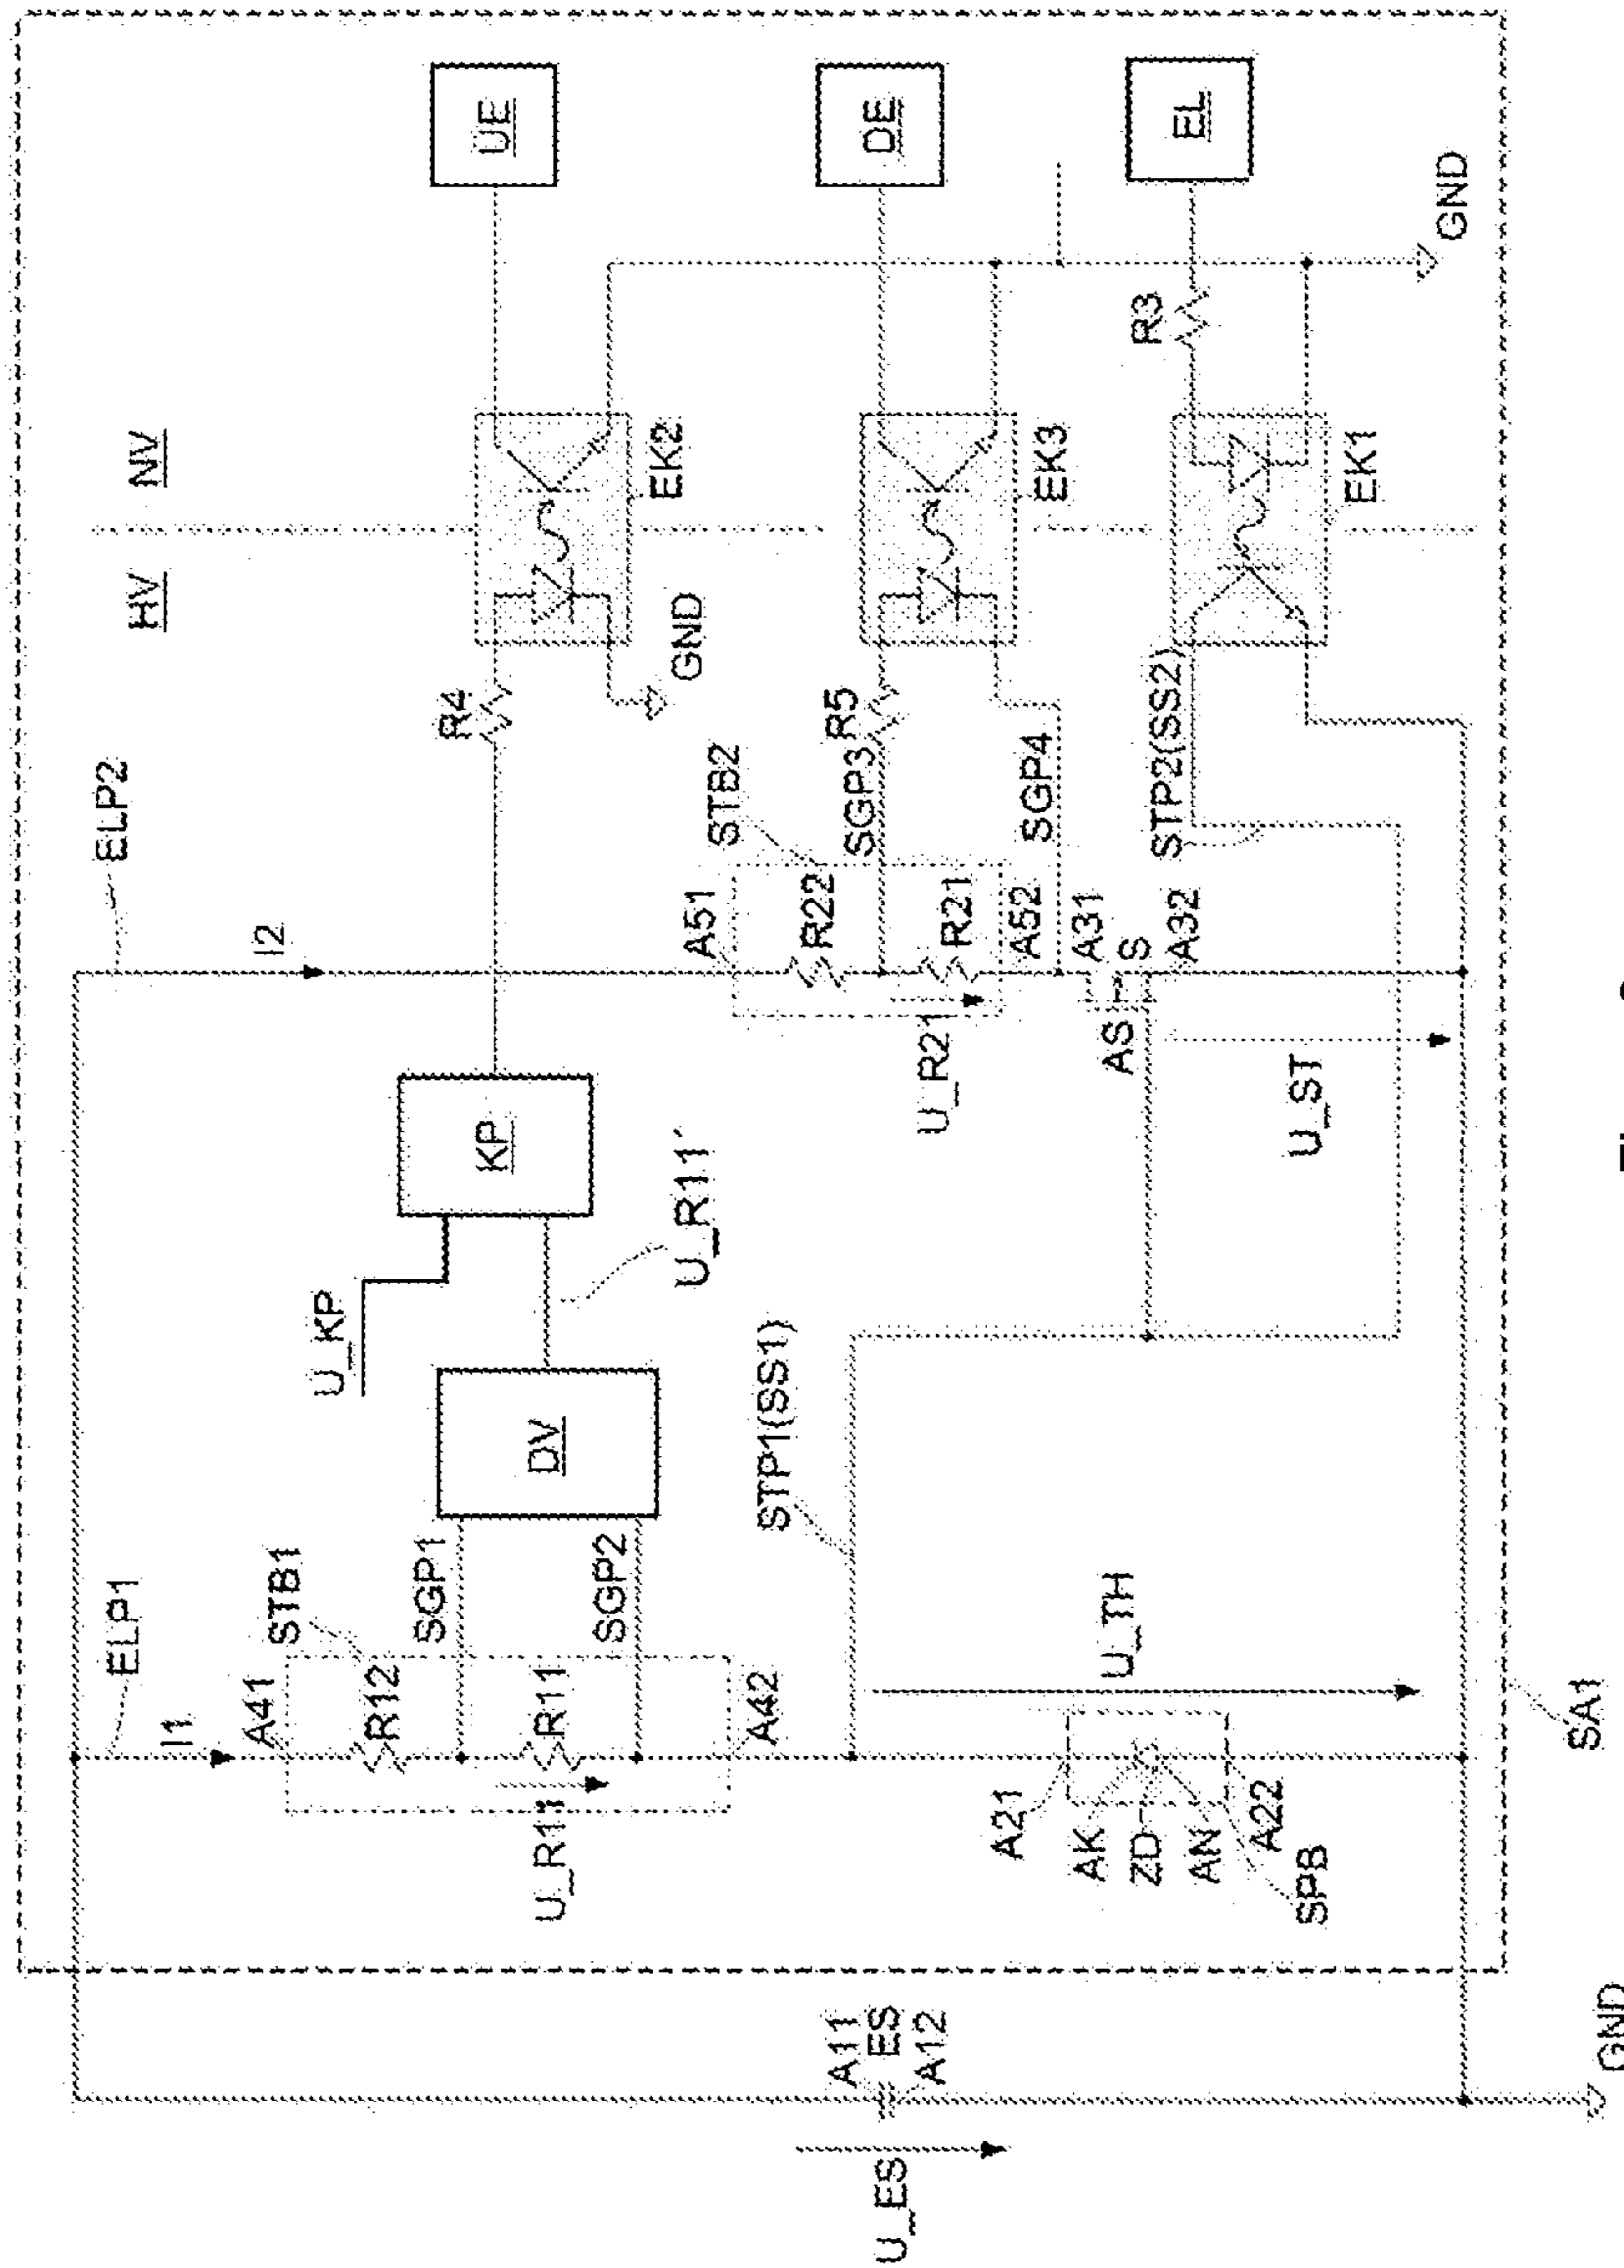 HV
NV
ELP2
I2
ELP1
I1
UE
DE
EL
EK2
EK3
EK1
R4
GND
R5
R3
GND
STB2
SGP3
SGP4
STP2(SS2)
A51
R22
R21
A52
A31
S
A32
AS
U_R21
U_ST
KP
U_KP
U_R11´
DV
SGP1
SGP2
STB1
A41
R12
R11
A42
U_R11
STP1(SS1)
U_TH
A21
AK
ZD
AN
A22
SPB
SA1
A11
ES
A12
U_ES
GND